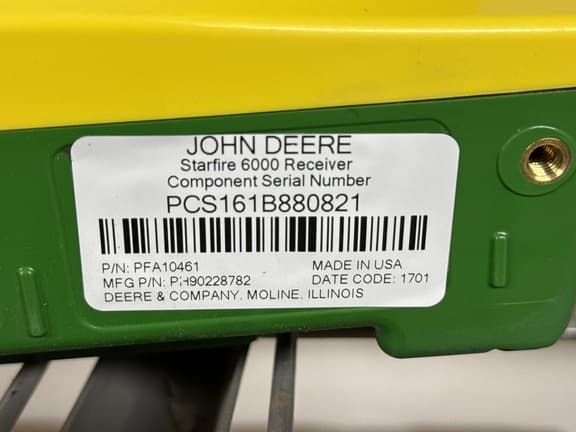 JOHN DEERE
Starfire 6000 Receiver
Component Serial Number
PCS161B880821
P/N: PFA10461
MADE IN USA
MFG P/N:
DATE CODE: 1701
DEERE & COMPANY. MOLINE. ILLINOIS